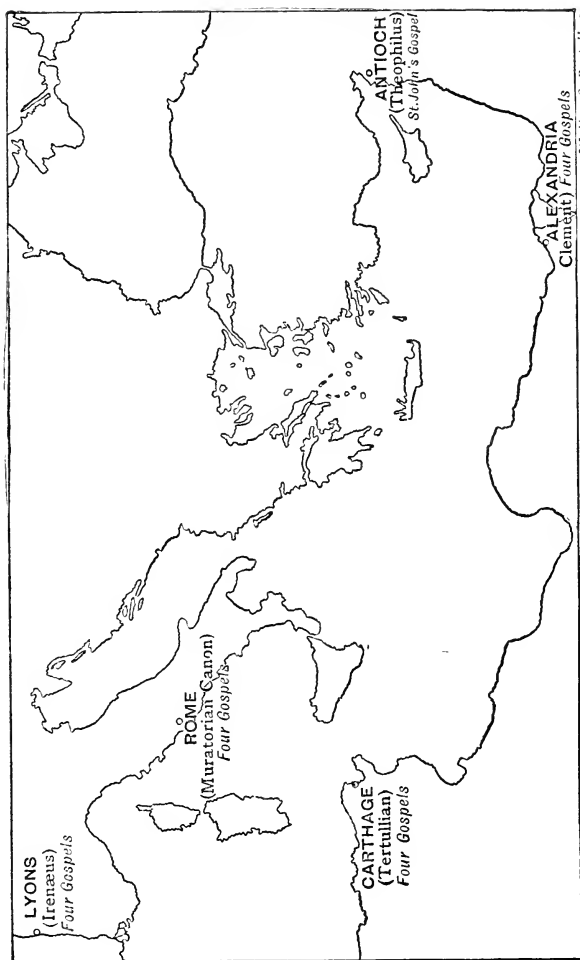 LYONS
(Irenæus)
Four Gospels
ROME
(Muratorian Canon)
Four Gospels
CARTHAGE
(Tertullian)
Four Gospels
ANTIOCH
(Theophilus)
St.John's Gospel
ALEXANDRIA
Clement) Four Gospels